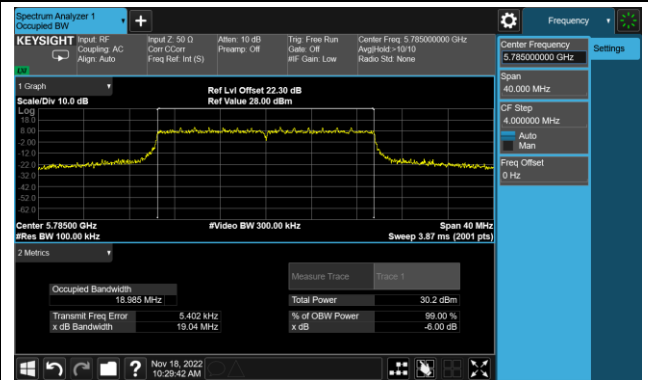 Spectrum Analyzer 1
Occupied BW
Frequency
KEYSIGHT
Input: RF
Coupling: AC
Align: Auto
Input Z: 50 Ω
Corr CCorr
Freq Ref: Int (S)
Atten: 10 dB
Preamp: Off
Trig: Free Run
Gate: Off
#IF Gain: Low
Center Freq: 5.785000000 GHz
Avg|Hold:>10/10
Radio Std: None
LW
Center Frequency
5.785000000 GHz
Settings
Span
40.000 MHz
CF Step
4.000000 MHz
Auto
Man
Freq Offset
0 Hz
1 Graph
Scale/Div 10.0 dB
Ref Lvl Offset 22.30 dB
Ref Value 28.00 dBm
Log
18.0
8.00
-2.00
-12.0
-22.0
-32.0
-42.0
-52.0
-62.0
Center 5.78500 GHz
#Video BW 300.00 kHz
Span 40 MHz
#Res BW 100.00 kHz
Sweep 3.87 ms (2001 pts)
2 Metrics
Measure Trace
Trace 1
Occupied Bandwidth
18.985 MHz
Total Power
30.2 dBm
Transmit Freq Error
5.402 kHz
% of OBW Power
99.00 %
x dB Bandwidth
19.04 MHz
x dB
-6.00 dB
?
Nov 18, 2022
10:29:42 AM